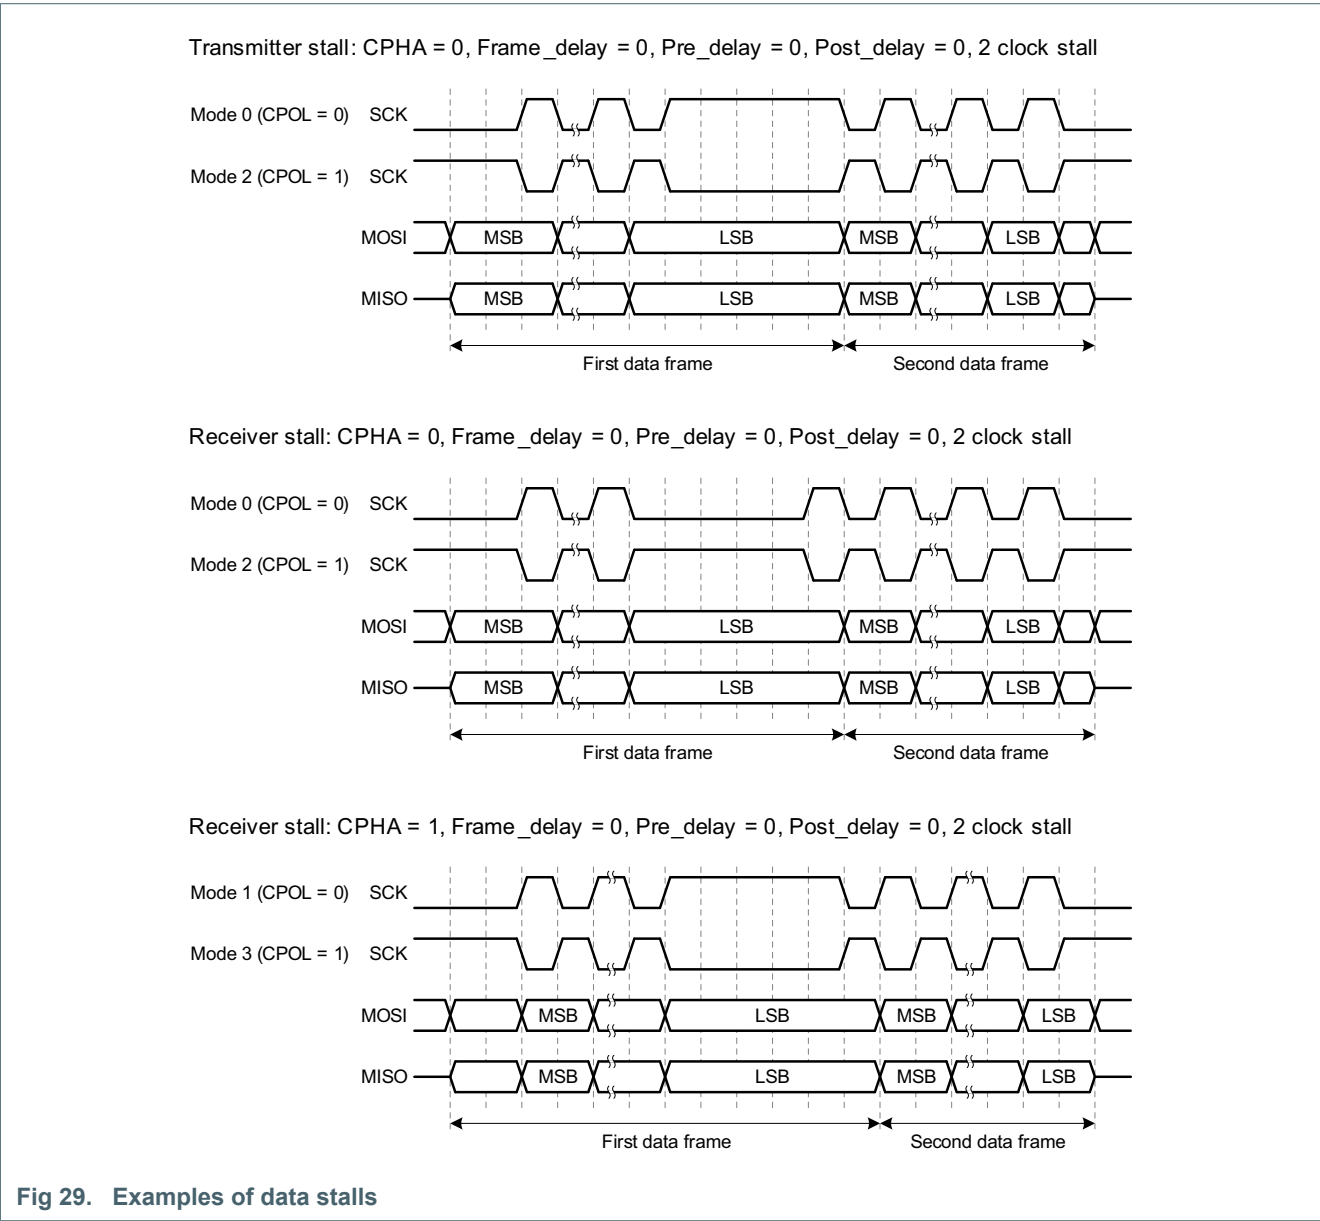 Transmitter stall: CPHA = 0, Frame_delay = 0, Pre_delay = 0, Post_delay = 0, 2 clock stall
Mode 0 (CPOL = 0) SCK
Mode 2 (CPOL = 1) SCK
MOSI MSB LSB MSB LSB
MISO MSB LSB MSB LSB
First data frame Second data frame
Receiver stall: CPHA = 0, Frame_delay = 0, Pre_delay = 0, Post_delay = 0, 2 clock stall
Mode 0 (CPOL = 0) SCK
Mode 2 (CPOL = 1) SCK
MOSI MSB LSB MSB LSB
MISO MSB LSB MSB LSB
First data frame Second data frame
Receiver stall: CPHA = 1, Frame_delay = 0, Pre_delay = 0, Post_delay = 0, 2 clock stall
Mode 1 (CPOL = 0) SCK
Mode 3 (CPOL = 1) SCK
MOSI MSB LSB MSB LSB
MISO MSB LSB MSB LSB
First data frame Second data frame
Fig 29. Examples of data stalls